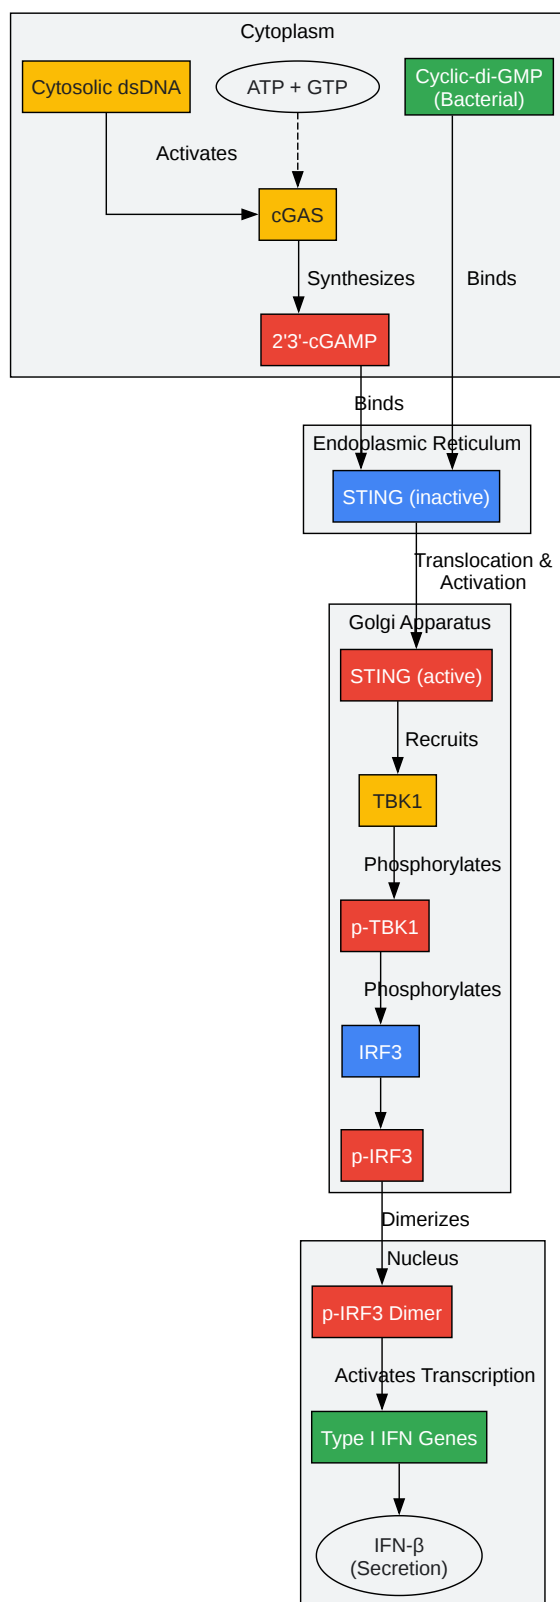 Cytoplasm
Cytosolic dsDNA
ATP + GTP
Cyclic-di-GMP
(Bacterial)
Activates
cGAS
Synthesizes
Binds
2'3'-cGAMP
Binds
Endoplasmic Reticulum
STING (inactive)
Translocation &
Activation
Golgi Apparatus
STING (active)
Recruits
TBK1
Phosphorylates
p-TBK1
Phosphorylates
IRF3
p-IRF3
Dimerizes
Nucleus
p-IRF3 Dimer
Activates Transcription
Type I IFN Genes
IFN-β
(Secretion)